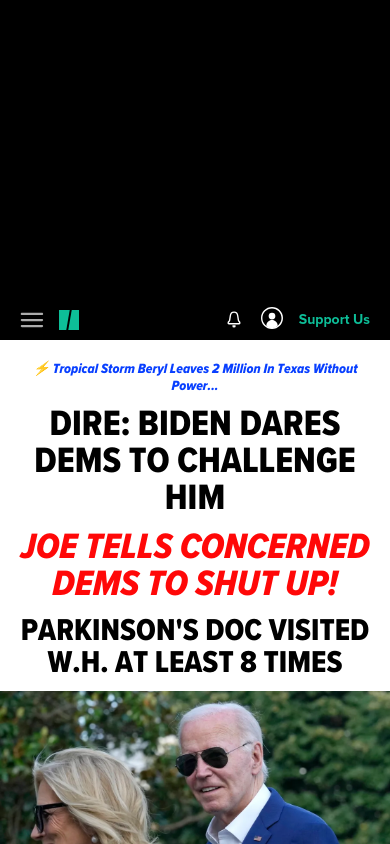 Support Us
⚡ Tropical Storm Beryl Leaves 2 Million In Texas Without
Power...
DIRE: BIDEN DARES
DEMS TO CHALLENGE
HIM
JOE TELLS CONCERNED
DEMS TO SHUT UP!
PARKINSON'S DOC VISITED
W.H. AT LEAST 8 TIMES